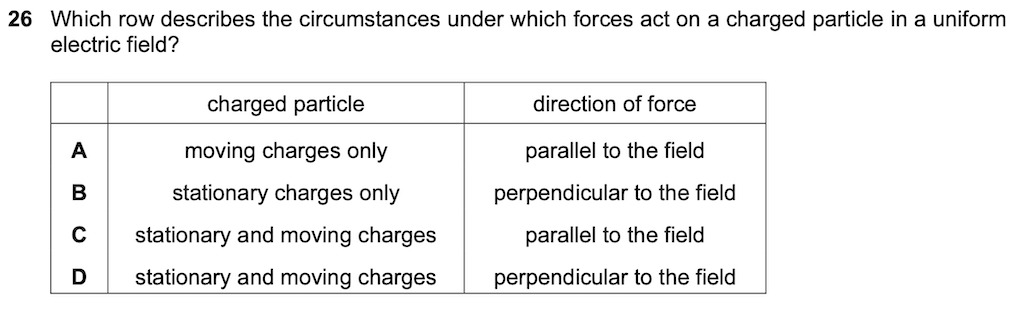 26 Which row describes the circumstances under which forces act on a charged particle in a uniform
electric field?
charged particle direction of force
A moving charges only parallel to the field
B stationary charges only perpendicular to the field
C stationary and moving charges parallel to the field
D stationary and moving charges perpendicular to the field